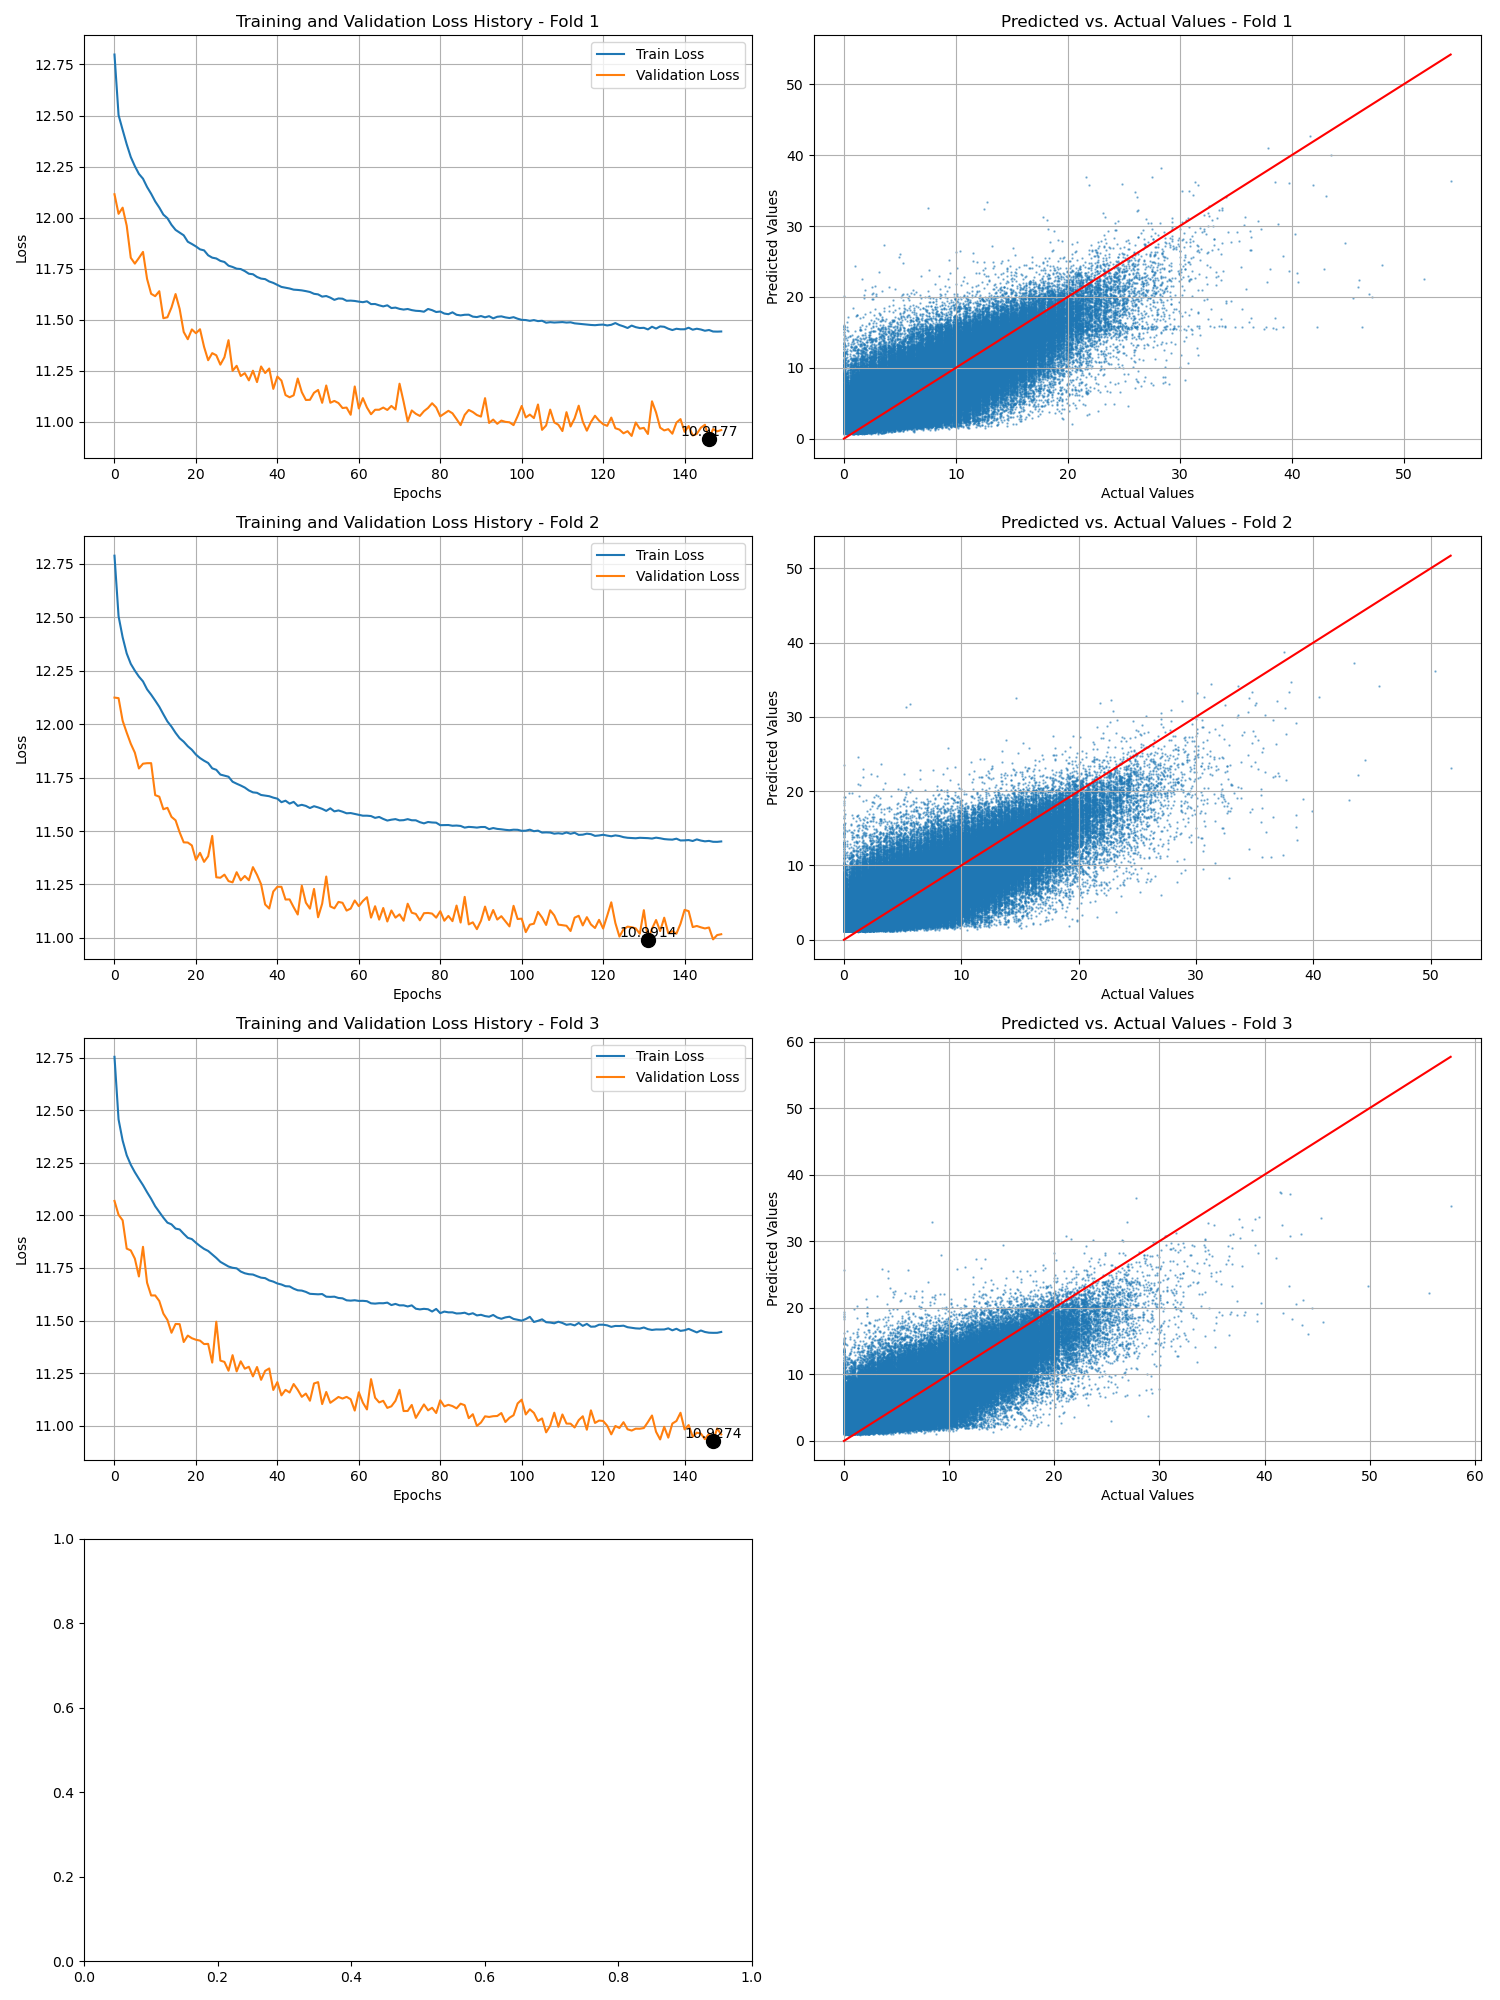 Training and Validation Loss History - Fold 1
Train Loss
Validation Loss
12.75
12.50
12.25
12.00
11.75
11.50
11.25
11.00
Loss
10.9177
0 20 40 60 80 100 120 140
Epochs
Predicted vs. Actual Values - Fold 1
50
40
30
20
10
0
Predicted Values
0 10 20 30 40 50
Actual Values
Training and Validation Loss History - Fold 2
Train Loss
Validation Loss
12.75
12.50
12.25
12.00
11.75
11.50
11.25
11.00
Loss
10.9914
0 20 40 60 80 100 120 140
Epochs
Predicted vs. Actual Values - Fold 2
50
40
30
20
10
0
Predicted Values
0 10 20 30 40 50
Actual Values
Training and Validation Loss History - Fold 3
Train Loss
Validation Loss
12.75
12.50
12.25
12.00
11.75
11.50
11.25
11.00
Loss
10.9274
0 20 40 60 80 100 120 140
Epochs
Predicted vs. Actual Values - Fold 3
60
50
40
30
20
10
0
Predicted Values
0 10 20 30 40 50 60
Actual Values
1.0
0.8
0.6
0.4
0.2
0.0
0.0 0.2 0.4 0.6 0.8 1.0